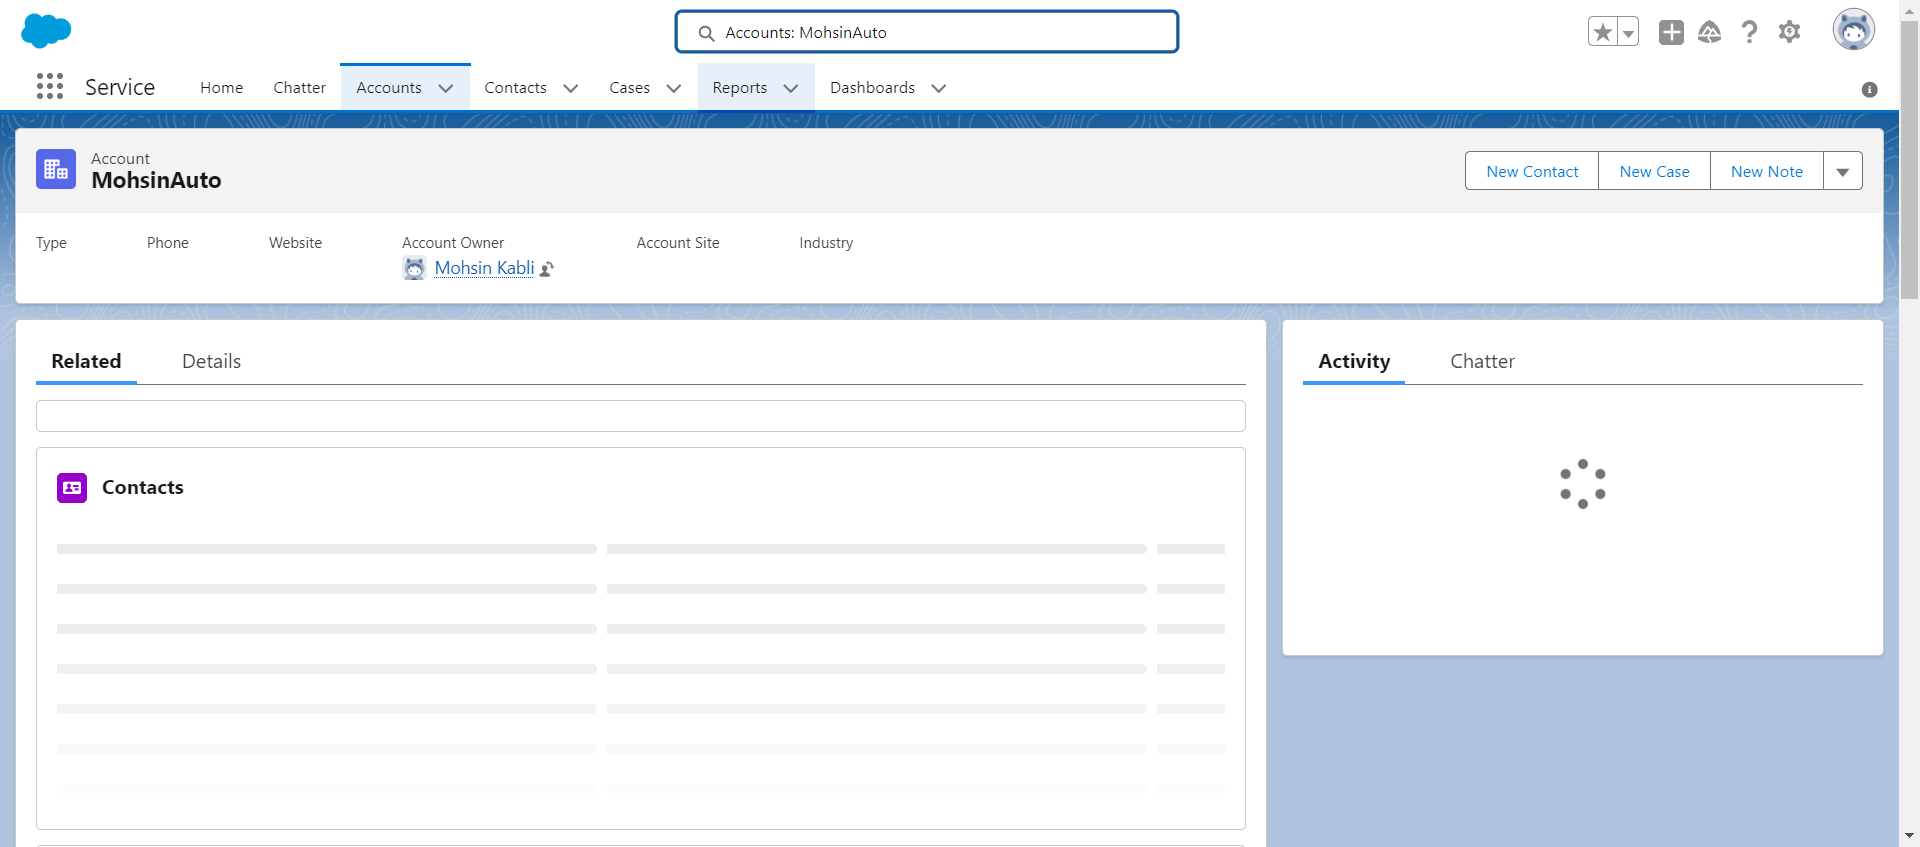 Accounts: MohsinAuto
Service
Home
Chatter
Accounts
Contacts
Cases
Reports
Dashboards
Account
MohsinAuto
New Contact
New Case
New Note
Type
Phone
Website
Account Owner
Account Site
Industry
Mohsin Kabli
Related
Details
Activity
Chatter
Contacts